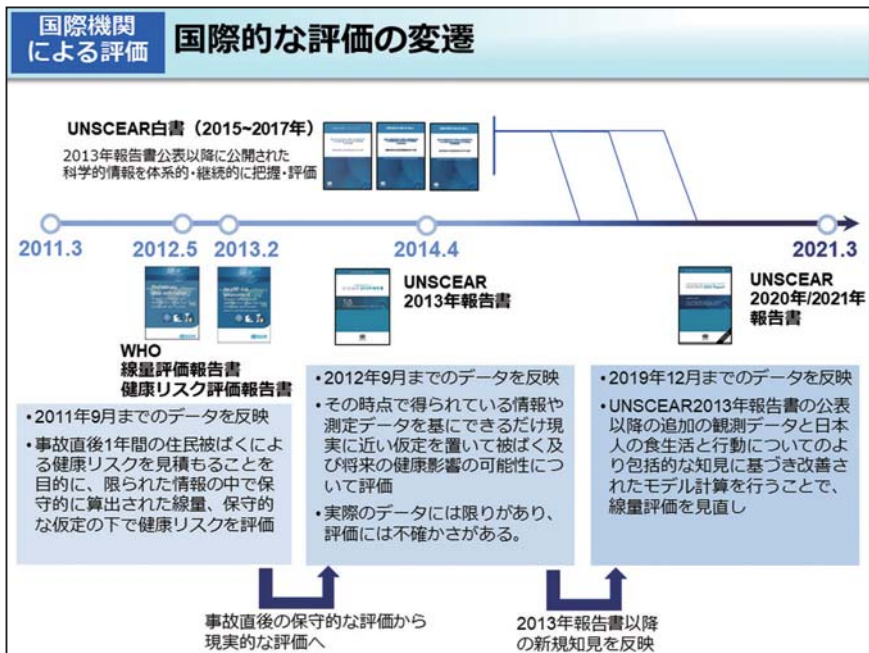 国際機関
による評価
国際的な評価の変遷
UNSCEAR白書（2015~2017年）
2013年報告書公表以降に公開された
科学的情報を体系的・継続的に把握・評価
2011.3
2012.5
2013.2
2014.4
2021.3
WHO
線量評価報告書
健康リスク評価報告書
UNSCEAR
2013年報告書
UNSCEAR
2020年/2021年
報告書
・2011年9月までのデータを反映
・事故直後1年間の住民被ばくによ
る健康リスクを見積もることを
目的に、限られた情報の中で保
守的に算出された線量、保守的
な仮定の下で健康リスクを評価
・2012年9月までのデータを反映
・その時点で得られている情報や
測定データを基にできるだけ現
実に近い仮定を置いて被ばく及
び将来の健康影響の可能性につ
いて評価
・実際のデータには限りがあり、
評価には不確かさがある。
・2019年12月までのデータを反映
・UNSCEAR2013年報告書の公表
以降の追加の観測データと日本
人の食生活と行動についてのよ
り包括的な知見に基づき改善さ
れたモデル計算を行うことで、
線量評価を見直し
事故直後の保守的な評価から
現実的な評価へ
2013年報告書以降
の新規知見を反映